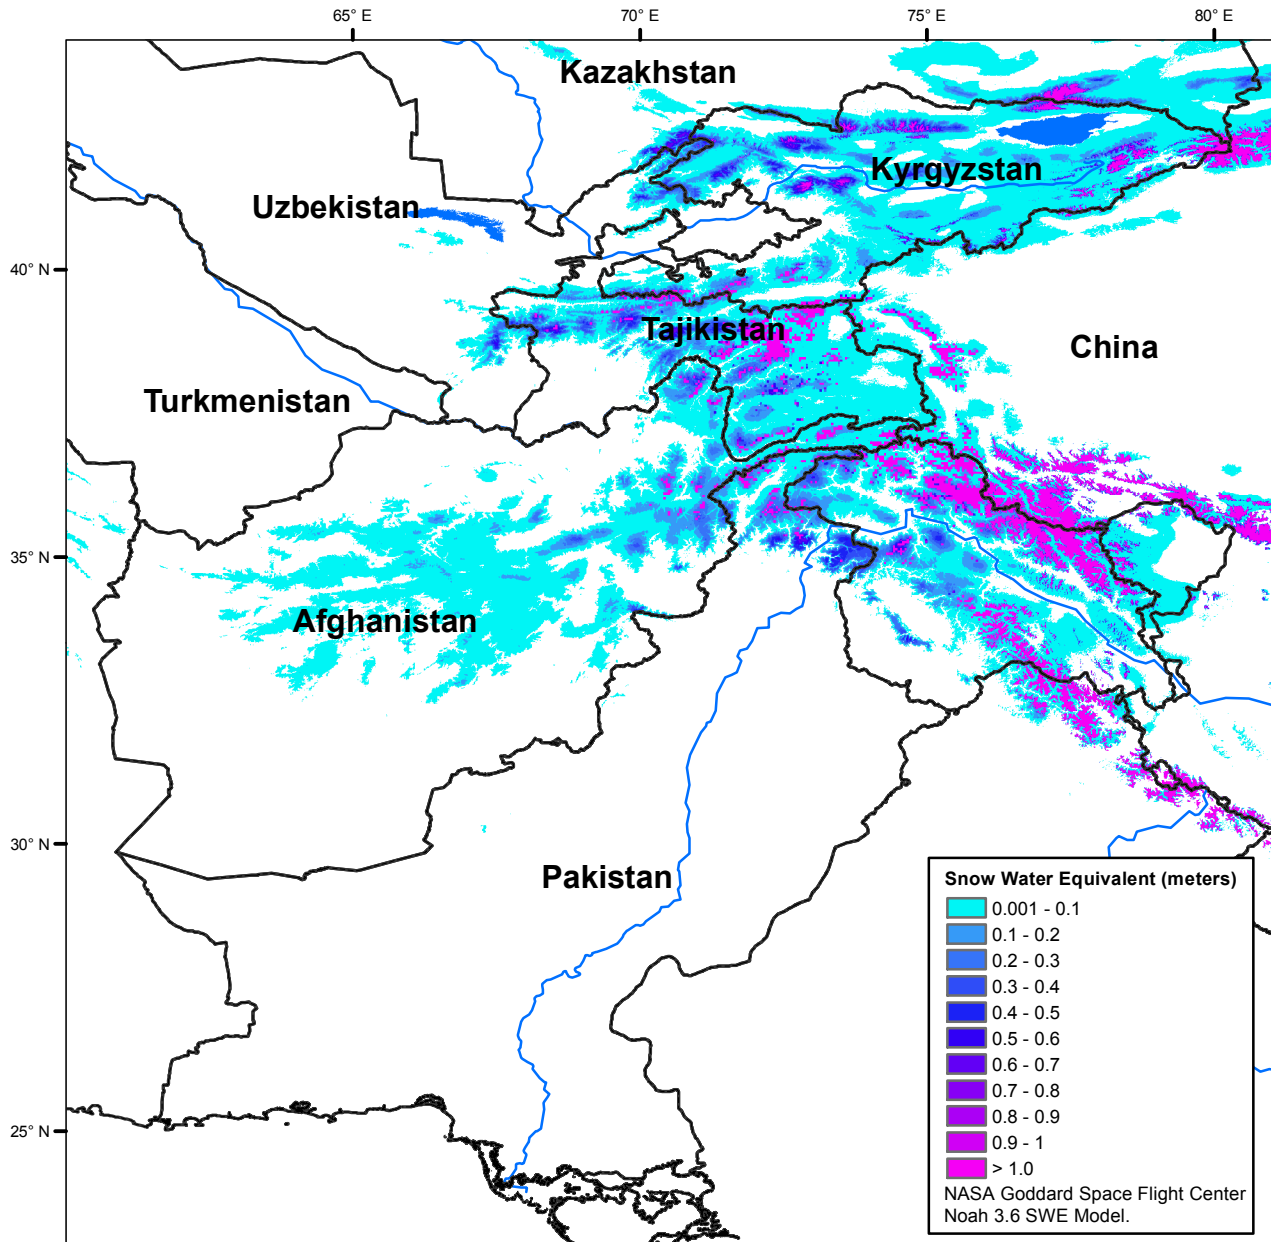 65° E
70° E
75° E
80° E
Kazakhstan
Kyrgyzstan
Uzbekistan
40° N
Tajikistan
China
Turkmenistan
35° N
Afghanistan
30° N
Pakistan
25° N
Snow Water Equivalent (meters)
0.001 - 0.1
0.1 - 0.2
0.2 - 0.3
0.3 - 0.4
0.4 - 0.5
0.5 - 0.6
0.6 - 0.7
0.7 - 0.8
0.8 - 0.9
0.9 - 1
> 1.0
NASA Goddard Space Flight Center
Noah 3.6 SWE Model.